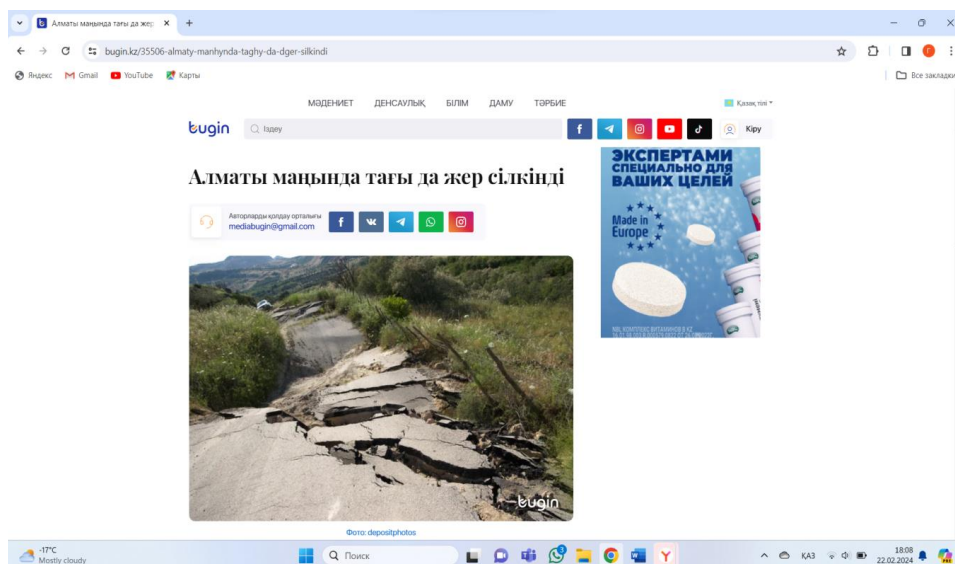 Алматы маңында тағы да жер
bugin.kz/35506-almaty-manhynda-taghy-da-dger-silkindi
Яндекс Gmail YouTube Карты Все закладки
МӘДЕНИЕТ ДЕНСАУЛЫҚ БІЛІМ ДАМУ ТӘРБИЕ Қазақ тілі
bugin Іздеу Кіру
Алматы маңында тағы да жер сілкінді
Авторларды қолдау орталығы
mediabugin@gmail.com
ЭКСПЕРТАМИ
СПЕЦИАЛЬНО ДЛЯ
ВАШИХ ЦЕЛЕЙ
Made in
Europe
bugin
Фото: depositphotos
-17°C
Mostly cloudy
Поиск
ҚАЗ
18:08
22.02.2024